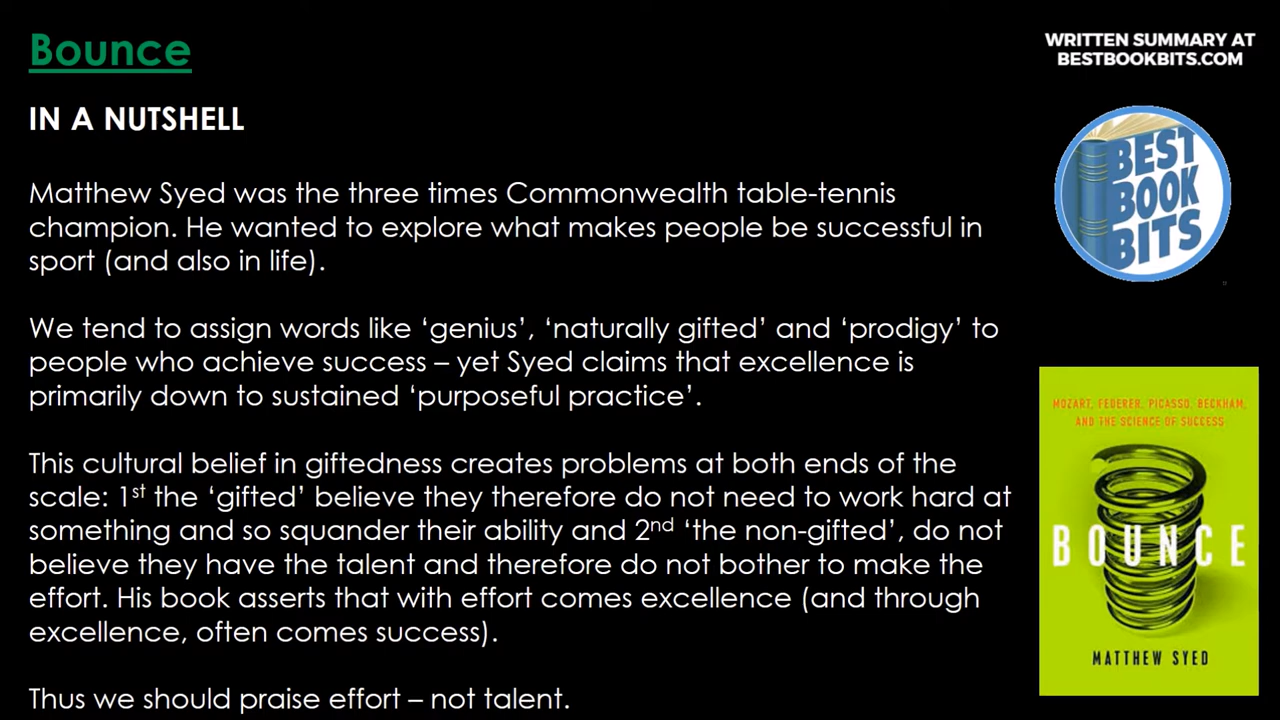 Bounce
WRITTEN SUMMARY AT
BESTBOOKBITS.COM
IN A NUTSHELL
BEST
BOOK
BITS
Matthew Syed was the three times Commonwealth table-tennis
champion. He wanted to explore what makes people be successful in
sport (and also in life).
We tend to assign words like ‘genius’, ‘naturally gifted’ and ‘prodigy’ to
people who achieve success – yet Syed claims that excellence is
primarily down to sustained ‘purposeful practice’.
MOZART, FEDERER, PICASSO, BECKHAM,
AND THE SCIENCE OF SUCCESS
BOUNCE
MATTHEW SYED
This cultural belief in giftedness creates problems at both ends of the
scale: 1st the ‘gifted’ believe they therefore do not need to work hard at
something and so squander their ability and 2nd ‘the non-gifted’, do not
believe they have the talent and therefore do not bother to make the
effort. His book asserts that with effort comes excellence (and through
excellence, often comes success).
Thus we should praise effort – not talent.